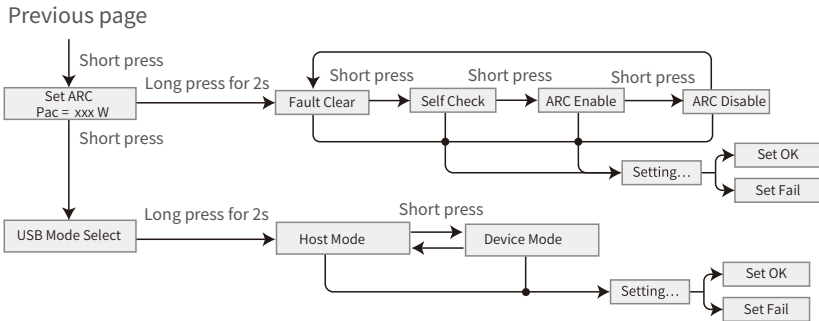 Previous page
Short press
Set ARC
Pac = xxx W
Long press for 2s
Fault Clear
Short press
Self Check
Short press
ARC Enable
Short press
ARC Disable
Short press
Setting...
Set OK
Set Fail
USB Mode Select
Long press for 2s
Host Mode
Short press
Device Mode
Setting...
Set OK
Set Fail